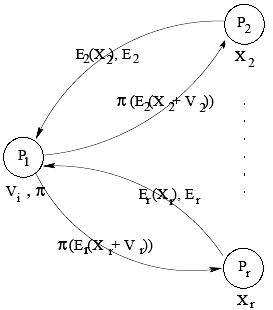 P2
X2
E2(X2), E2
π(E2(X2 + V2))
P1
Vi , π
Er(Xr), Er
π(Er(Xr + Vr))
Pr
Xr